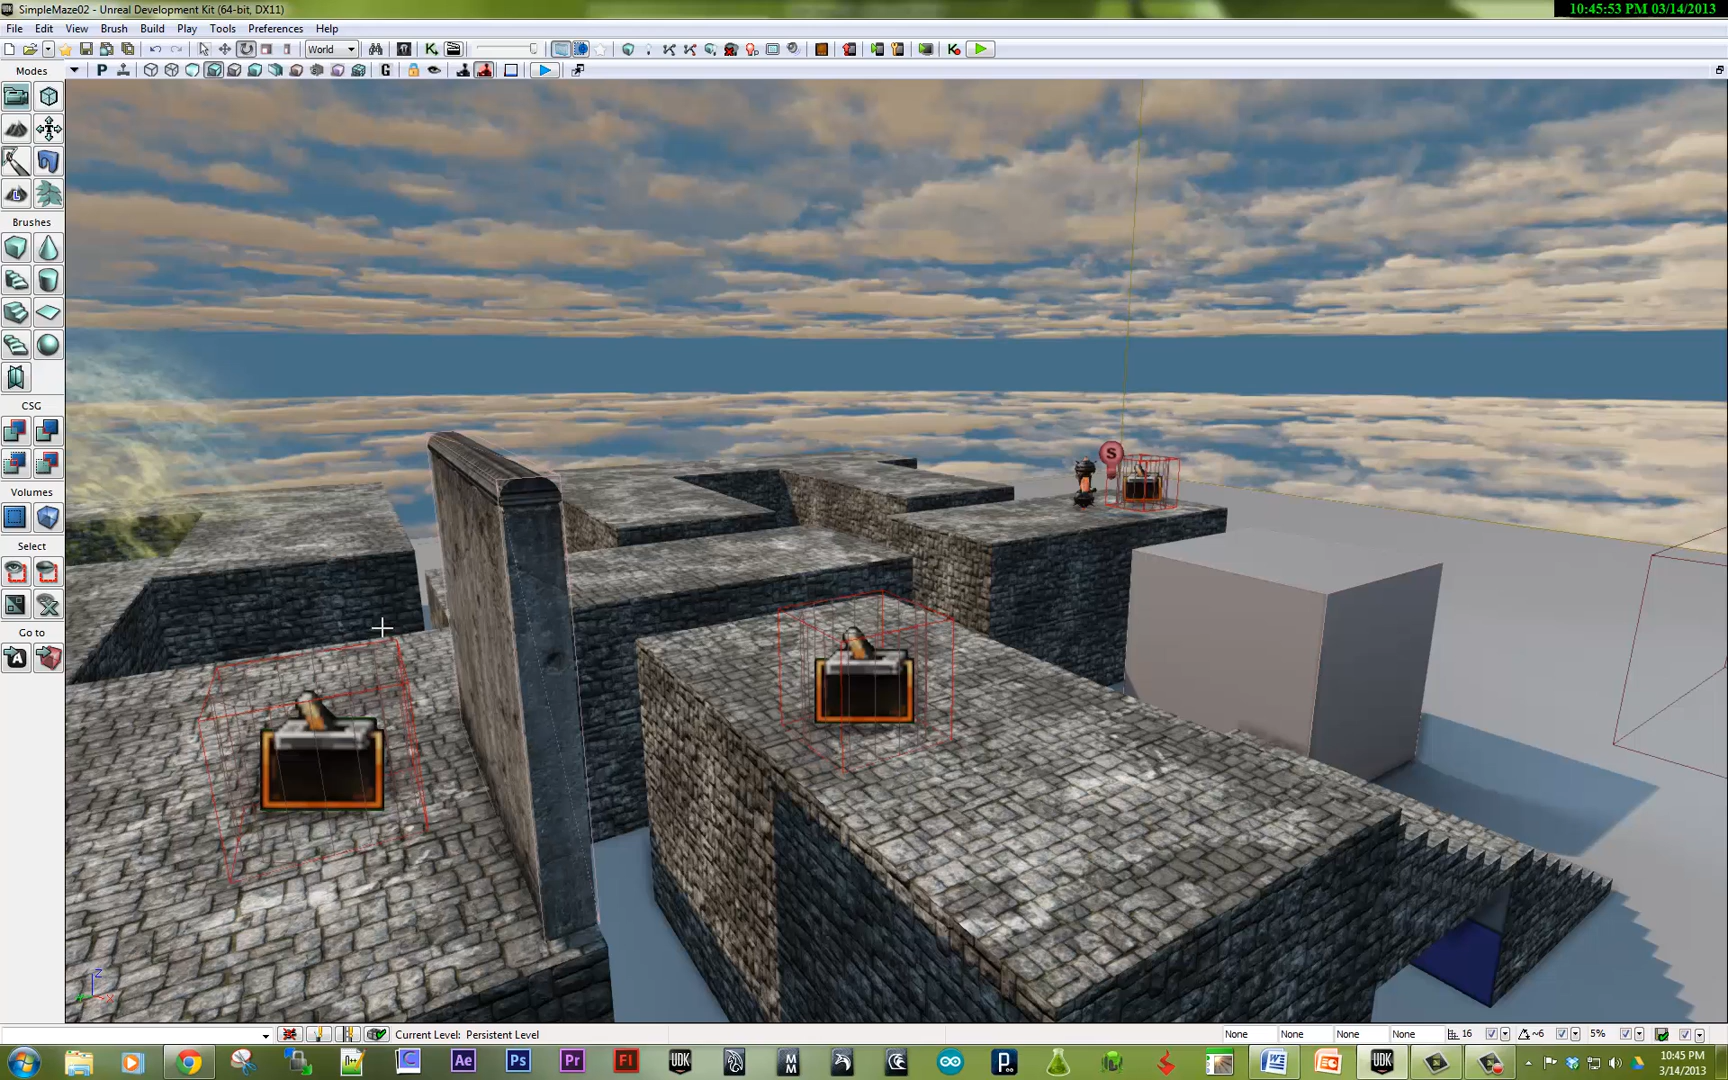 SimpleMaze02 - Unreal Development Kit (64-bit, DX11)
10:45:53 PM 03/14/2013
File Edit View Brush Build Play Tools Preferences Help
World
Modes
P
G
Brushes
CSG
Volumes
Select
Go to
S
Z
Current Level: Persistent Level
None None None None 16 ~6 5%
Ae Ps Pr Fl UDK MM UDK
10:45 PM
3/14/2013